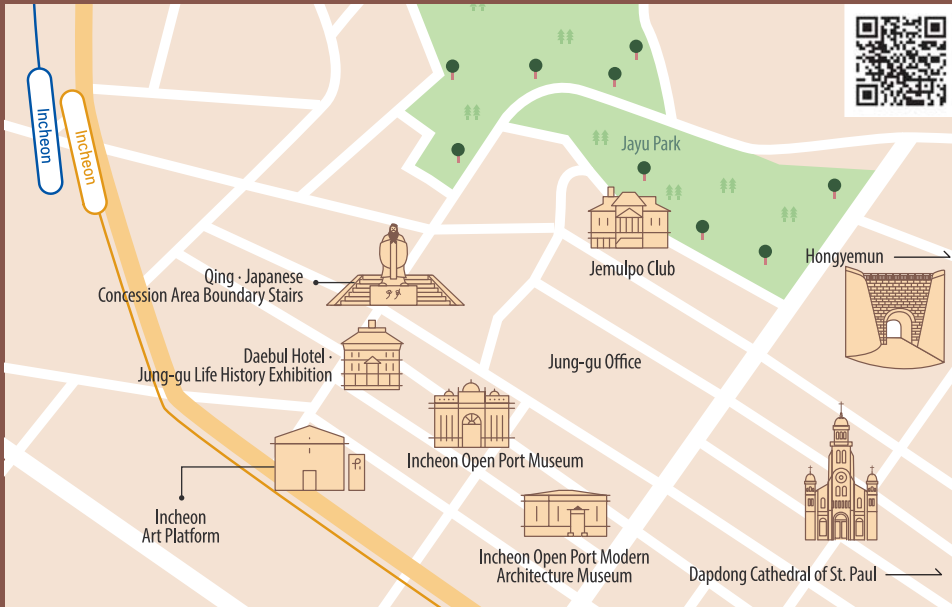 Incheon
Incheon
Jayu Park
Jemulpo Club
Hongyemun
Qing · Japanese
Concession Area Boundary Stairs
Daebul Hotel ·
Jung-gu Life History Exhibition
Jung-gu Office
Incheon Open Port Museum
Incheon
Art Platform
Incheon Open Port Modern
Architecture Museum
Dapdong Cathedral of St. Paul